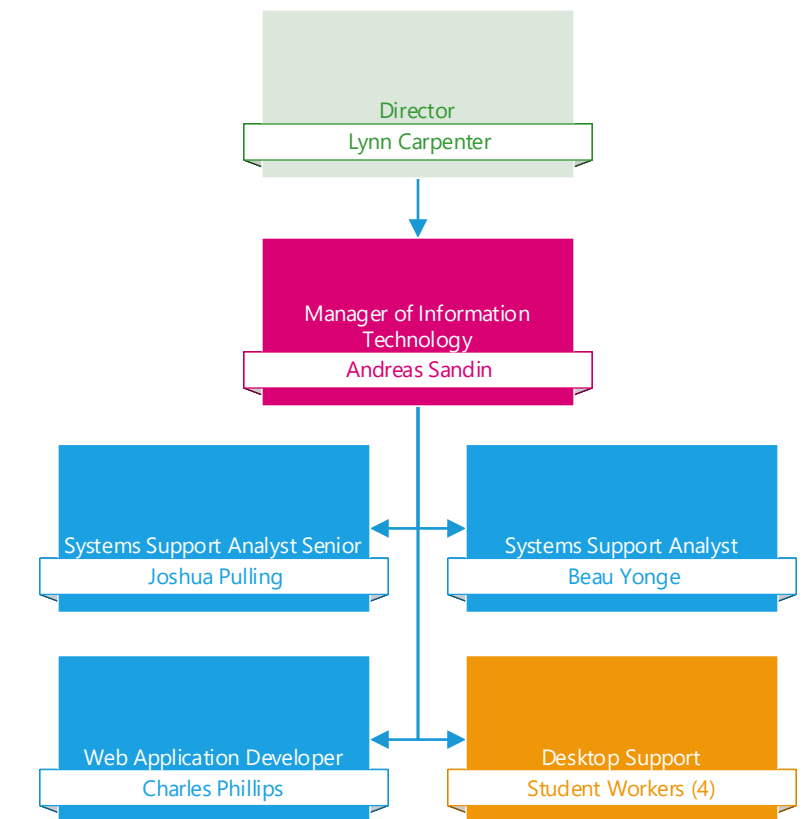 Director
Lynn Carpenter
Manager of Information
Technology
Andreas Sandin
Systems Support Analyst Senior
Joshua Pulling
Systems Support Analyst
Beau Yonge
Web Application Developer
Charles Phillips
Desktop Support
Student Workers (4)